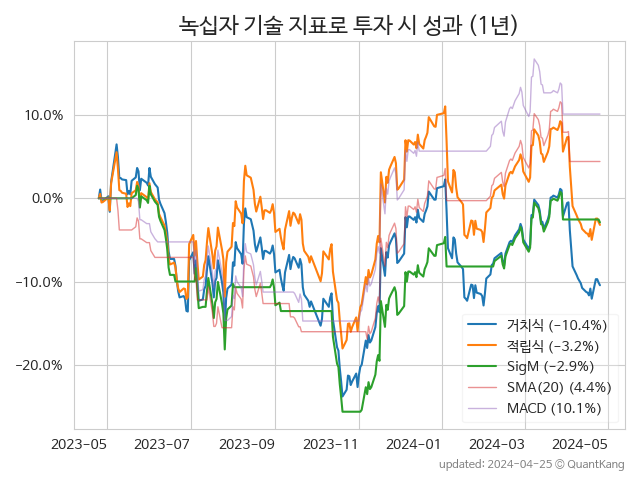 녹십자 기술 지표로 투자 시 성과 (1년)
10.0%
0.0%
−10.0%
−20.0%
거치식 (−10.4%)
적립식 (−3.2%)
SigM (−2.9%)
SMA(20) (4.4%)
MACD (10.1%)
2023-05 2023-07 2023-09 2023-11 2024-01 2024-03 2024-05
updated: 2024-04-25 © QuantKang